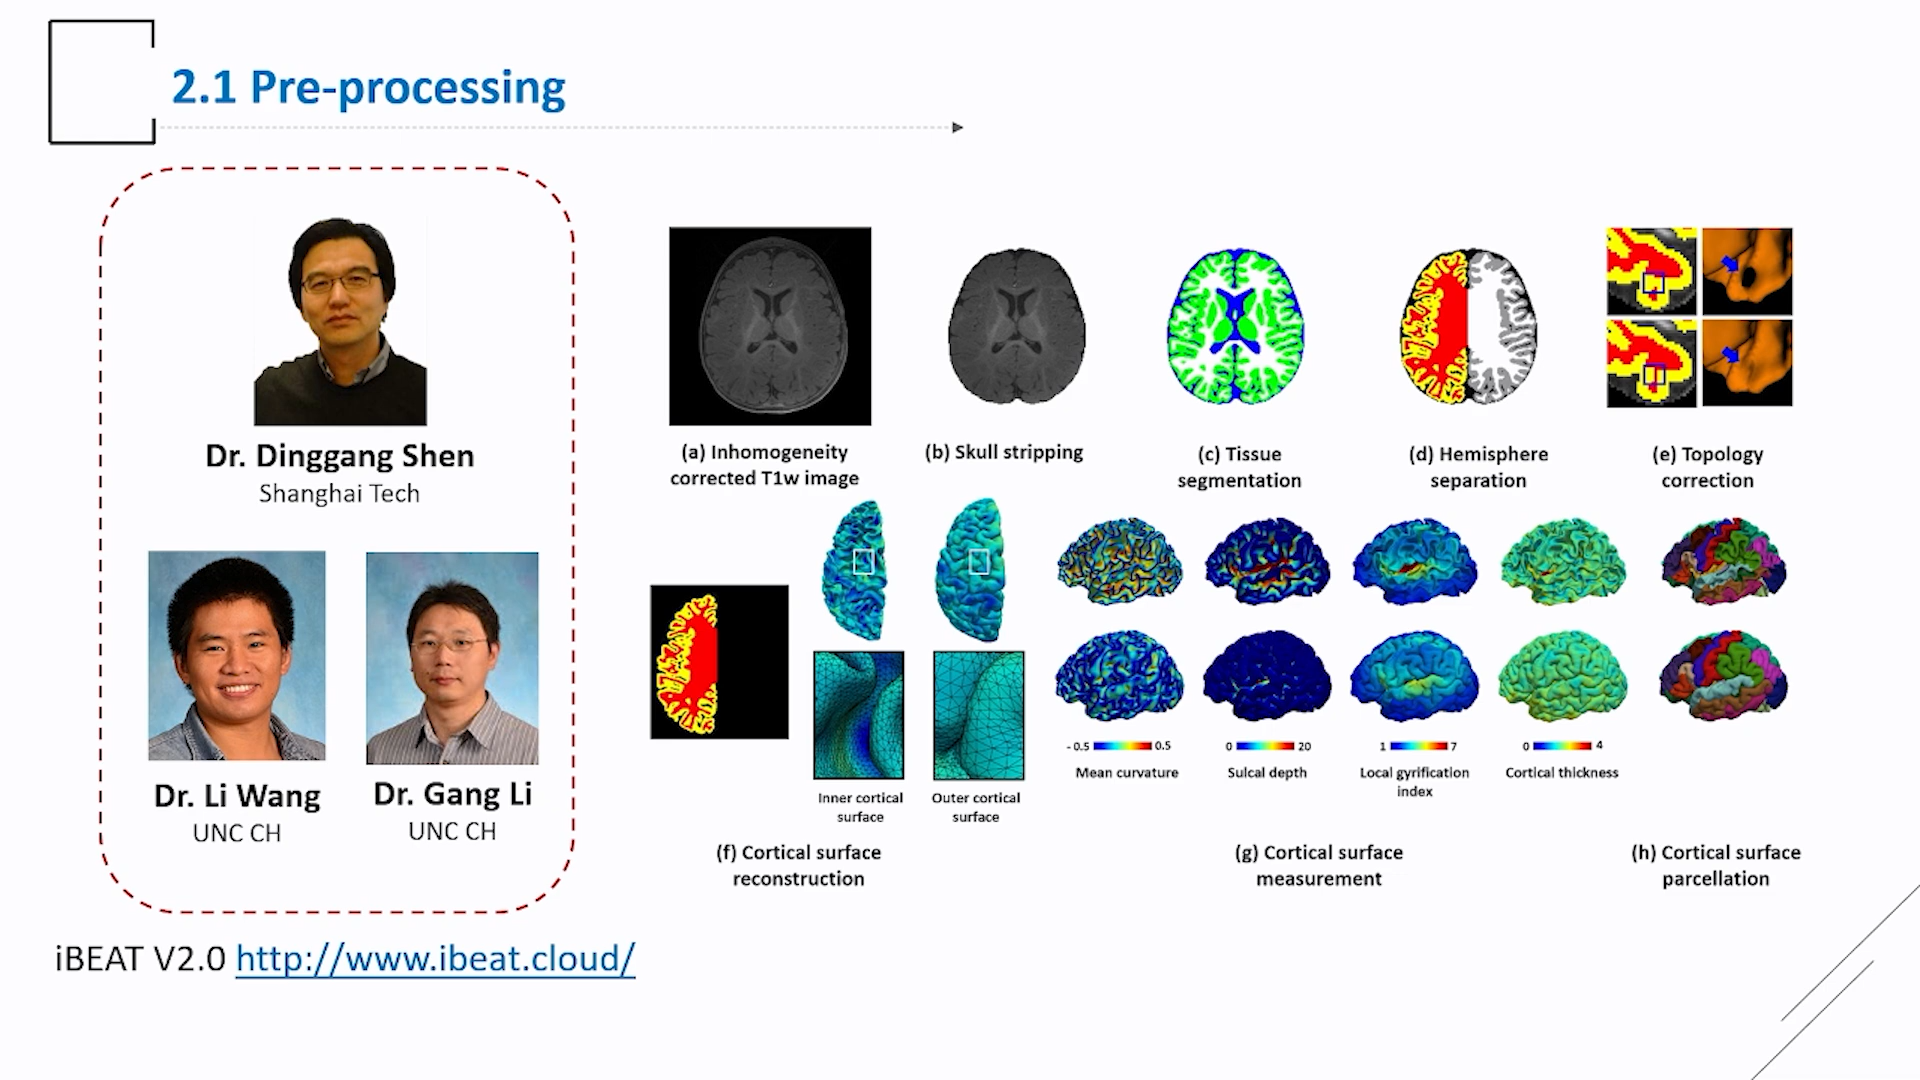 2.1 Pre-processing
Dr. Dinggang Shen
Shanghai Tech
Dr. Li Wang
UNC CH
Dr. Gang Li
UNC CH
iBEAT V2.0 http://www.ibeat.cloud/
(a) Inhomogeneity
corrected T1w image
(b) Skull stripping
(c) Tissue
segmentation
(d) Hemisphere
separation
(e) Topology
correction
Inner cortical
surface
Outer cortical
surface
(f) Cortical surface
reconstruction
-0.5 0.5
Mean curvature
0 20
Sulcal depth
1 7
Local gyrification
index
0 4
Cortical thickness
(g) Cortical surface
measurement
(h) Cortical surface
parcellation